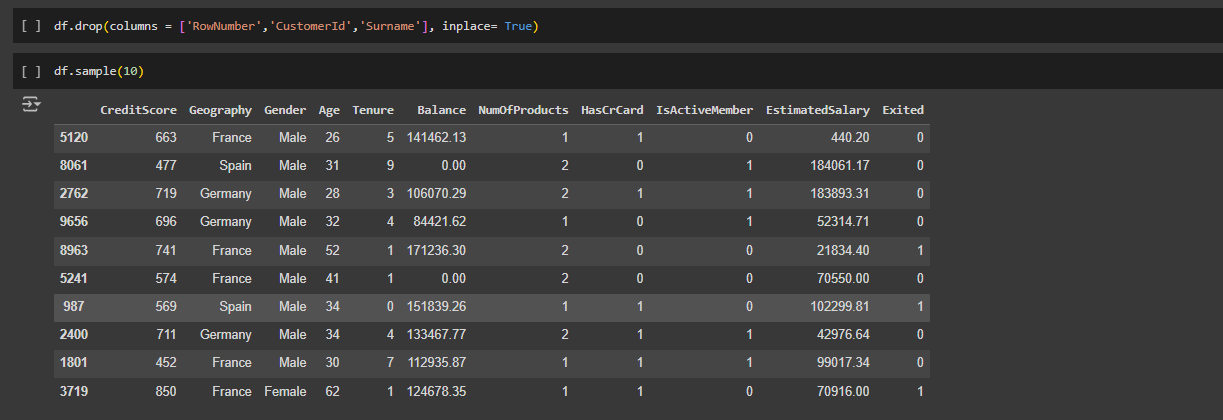 [ ] df.drop(columns = ['RowNumber','CustomerId','Surname'], inplace= True)
[ ] df.sample(10)
CreditScore Geography Gender Age Tenure Balance NumOfProducts HasCrCard IsActiveMember EstimatedSalary Exited
5120 663 France Male 26 5 141462.13 1 1 0 440.20 0
8061 477 Spain Male 31 9 0.00 2 0 1 184061.17 0
2762 719 Germany Male 28 3 106070.29 2 1 1 183893.31 0
9656 696 Germany Male 32 4 84421.62 1 0 1 52314.71 0
8963 741 France Male 52 1 171236.30 2 0 0 21834.40 1
5241 574 France Male 41 1 0.00 2 0 0 70550.00 0
987 569 Spain Male 34 0 151839.26 1 1 0 102299.81 1
2400 711 Germany Male 34 4 133467.77 2 1 1 42976.64 0
1801 452 France Male 30 7 112935.87 1 1 1 99017.34 0
3719 850 France Female 62 1 124678.35 1 1 0 70916.00 1